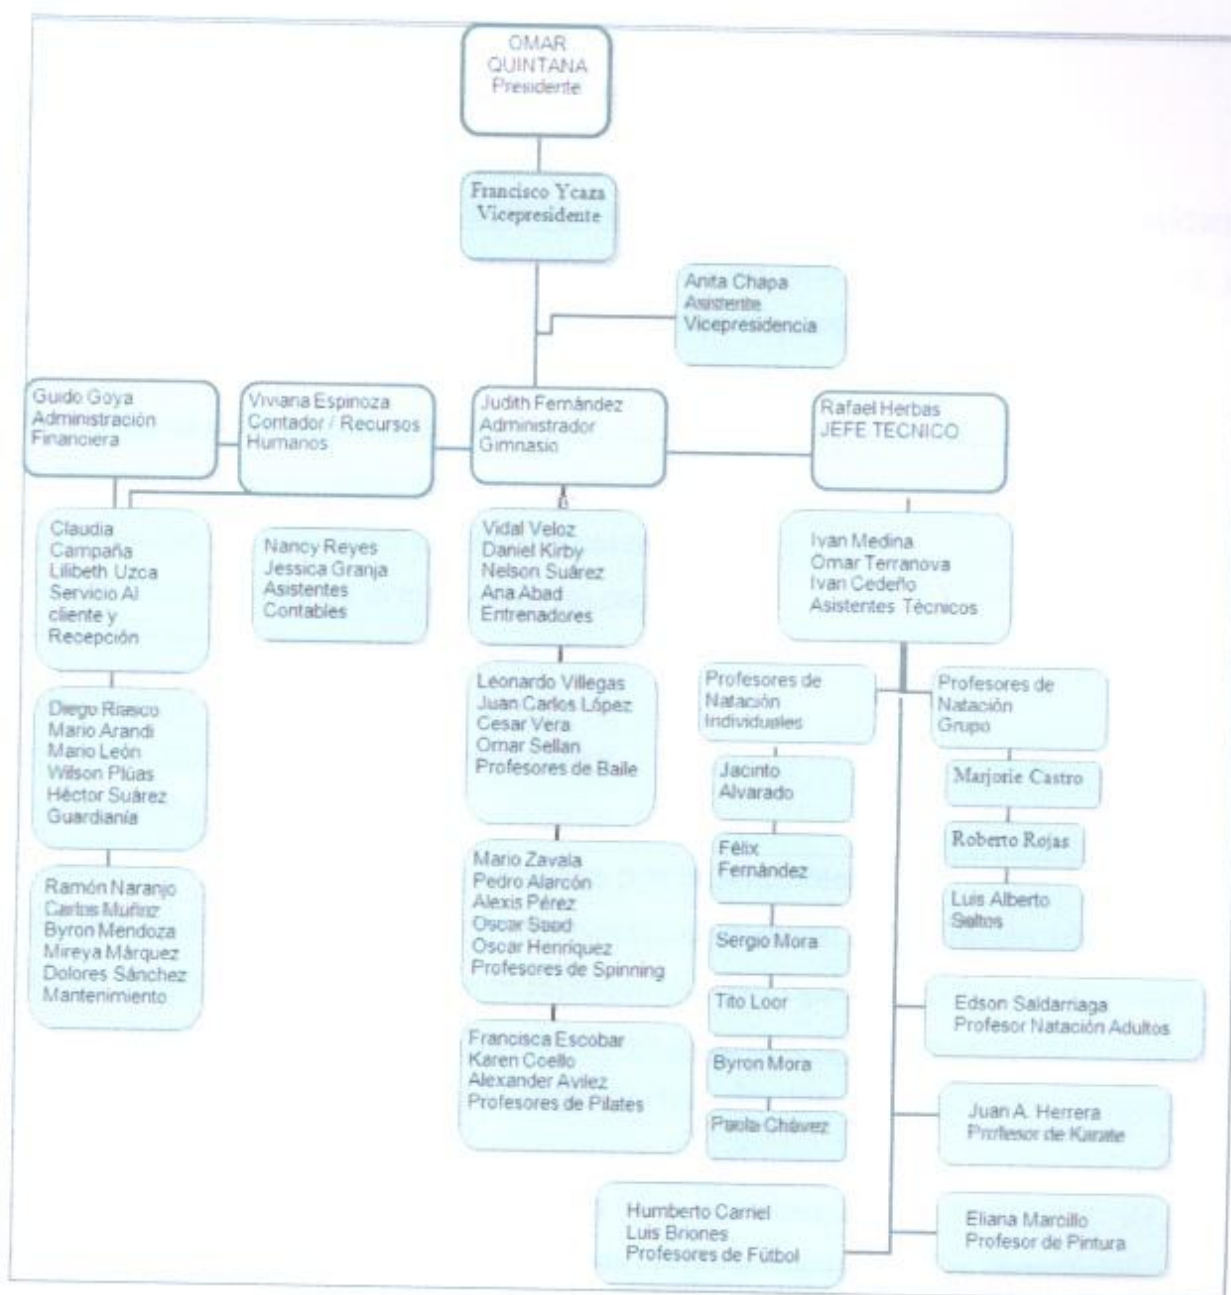 OMAR
QUINTANA
Presidente
Francisco Ycaza
Vicepresidente
Anita Chapa
Asistente
Vicepresidencia
Guido Goya
Administración
Financiera
Viviana Espinoza
Contador / Recursos
Humanos
Judith Fernández
Administrador
Gimnasio
Rafael Herbas
JEFE TECNICO
Claudia
Campaña
Lilibeth Uzca
Servicio Al
cliente y
Recepción
Nancy Reyes
Jessica Granja
Asistentes
Contables
Vidal Veloz
Daniel Kirby
Nelson Suárez
Ana Abad
Entrenadores
Ivan Medina
Omar Terranova
Ivan Cedeño
Asistentes Técnicos
Diego Riasco
Mario Arandi
Mario León
Wilson Plúas
Héctor Suárez
Guardianía
Leonardo Villegas
Juan Carlos López
Cesar Vera
Omar Sellan
Profesores de Baile
Profesores de
Natación
Individuales
Profesores de
Natación
Grupo
Jacinto
Alvarado
Félix
Fernández
Sergio Mora
Tito Loor
Byron Mora
Paola Chávez
Marjorie Castro
Roberto Rojas
Luis Alberto
Seltos
Ramón Naranjo
Carlos Muñiz
Byron Mendoza
Mireya Márquez
Dolores Sánchez
Mantenimiento
Mario Zavala
Pedro Alarcón
Alexis Pérez
Oscar Saad
Oscar Henríquez
Profesores de Spinning
Francisca Escobar
Karen Coello
Alexander Avilez
Profesores de Pilates
Edson Saldarriaga
Profesor Natación Adultos
Juan A. Herrera
Profesor de Karate
Humberto Carriel
Luis Briones
Profesores de Fútbol
Eliana Marcillo
Profesor de Pintura